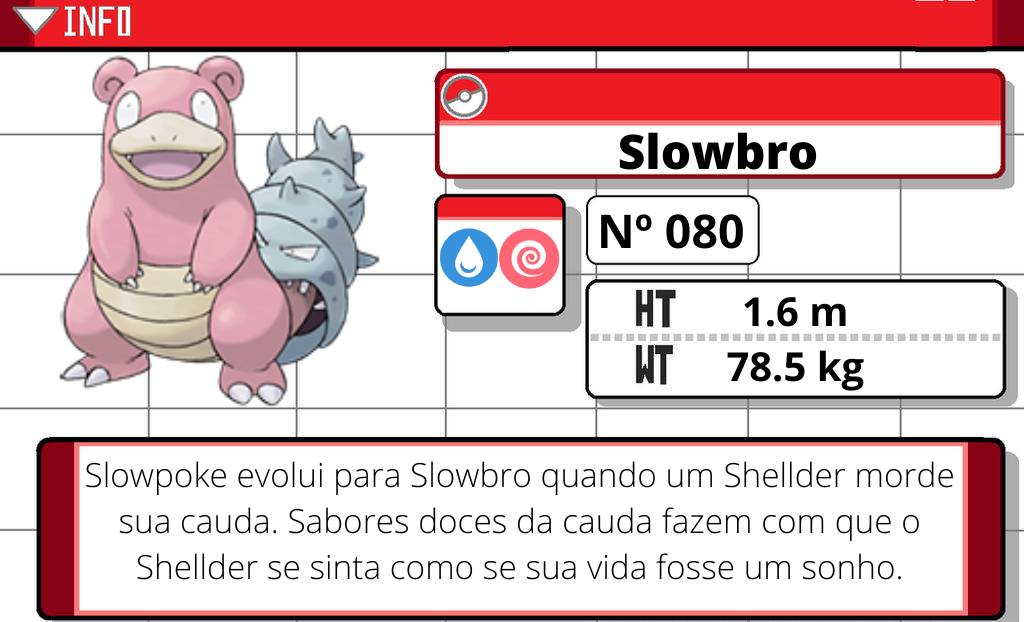 INFO
Slowbro
Nº 080
HT 1.6 m
WT 78.5 kg
Slowpoke evolui para Slowbro quando um Shellder morde
sua cauda. Sabores doces da cauda fazem com que o
Shellder se sinta como se sua vida fosse um sonho.